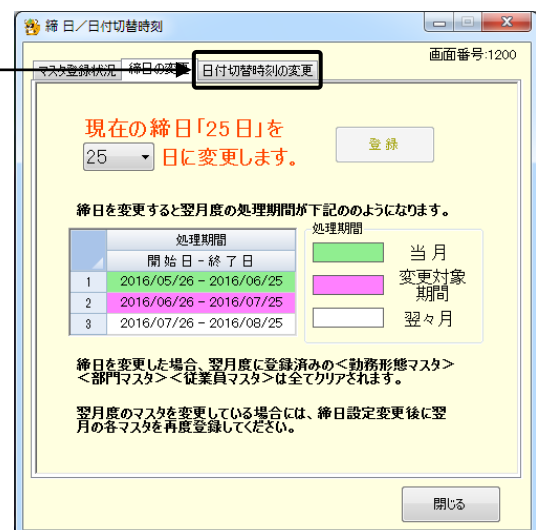 締 日／日付切替時刻
画面番号:1200
マスタ登録状況 締日の変更 日付切替時刻の変更
現在の締日「25日」を
25 日に変更します。
登録
締日を変更すると翌月度の処理期間が下記ののようになります。
処理期間
開始日－終了日
1 2016/05/26 － 2016/06/25
2 2016/06/26 － 2016/07/25
3 2016/07/26 － 2016/08/25
処理期間
当月
変更対象
期間
翌々月
締日を変更した場合、翌月度に登録済みの<勤務形態マスタ>
<部門マスタ><従業員マスタ>は全てクリアされます。
翌月度のマスタを変更している場合には、締日設定変更後に翌
月の各マスタを再度登録してください。
閉じる